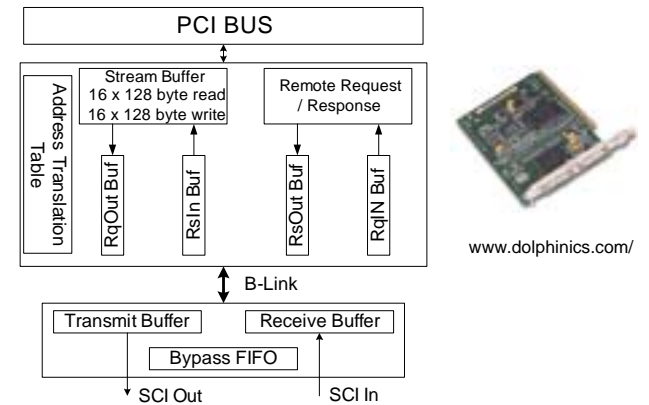 PCI BUS
Stream Buffer
16 x 128 byte read
16 x 128 byte write
Remote Request
/ Response
Address Translation
Table
RqOut Buf
RsIn Buf
RsOut Buf
RqIN Buf
www.dolphinics.com/
B-Link
Transmit Buffer
Receive Buffer
Bypass FIFO
SCI Out
SCI In